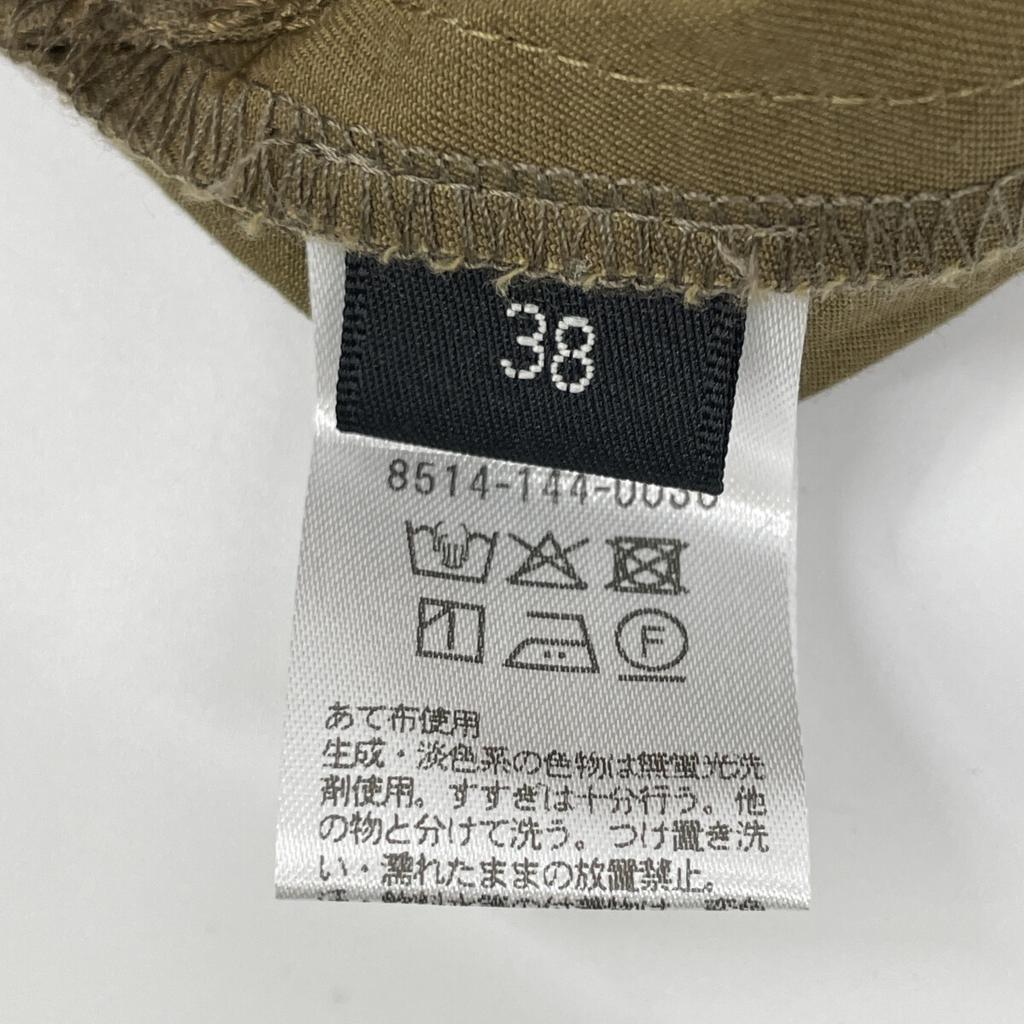 38
8514-144-0030
F
あて布使用
生成・淡色系の色物は無蛍光洗
剤使用。すすぎは十分行う。他
の物と分けて洗う。つけ置き洗
い・濡れたままの放置禁止。